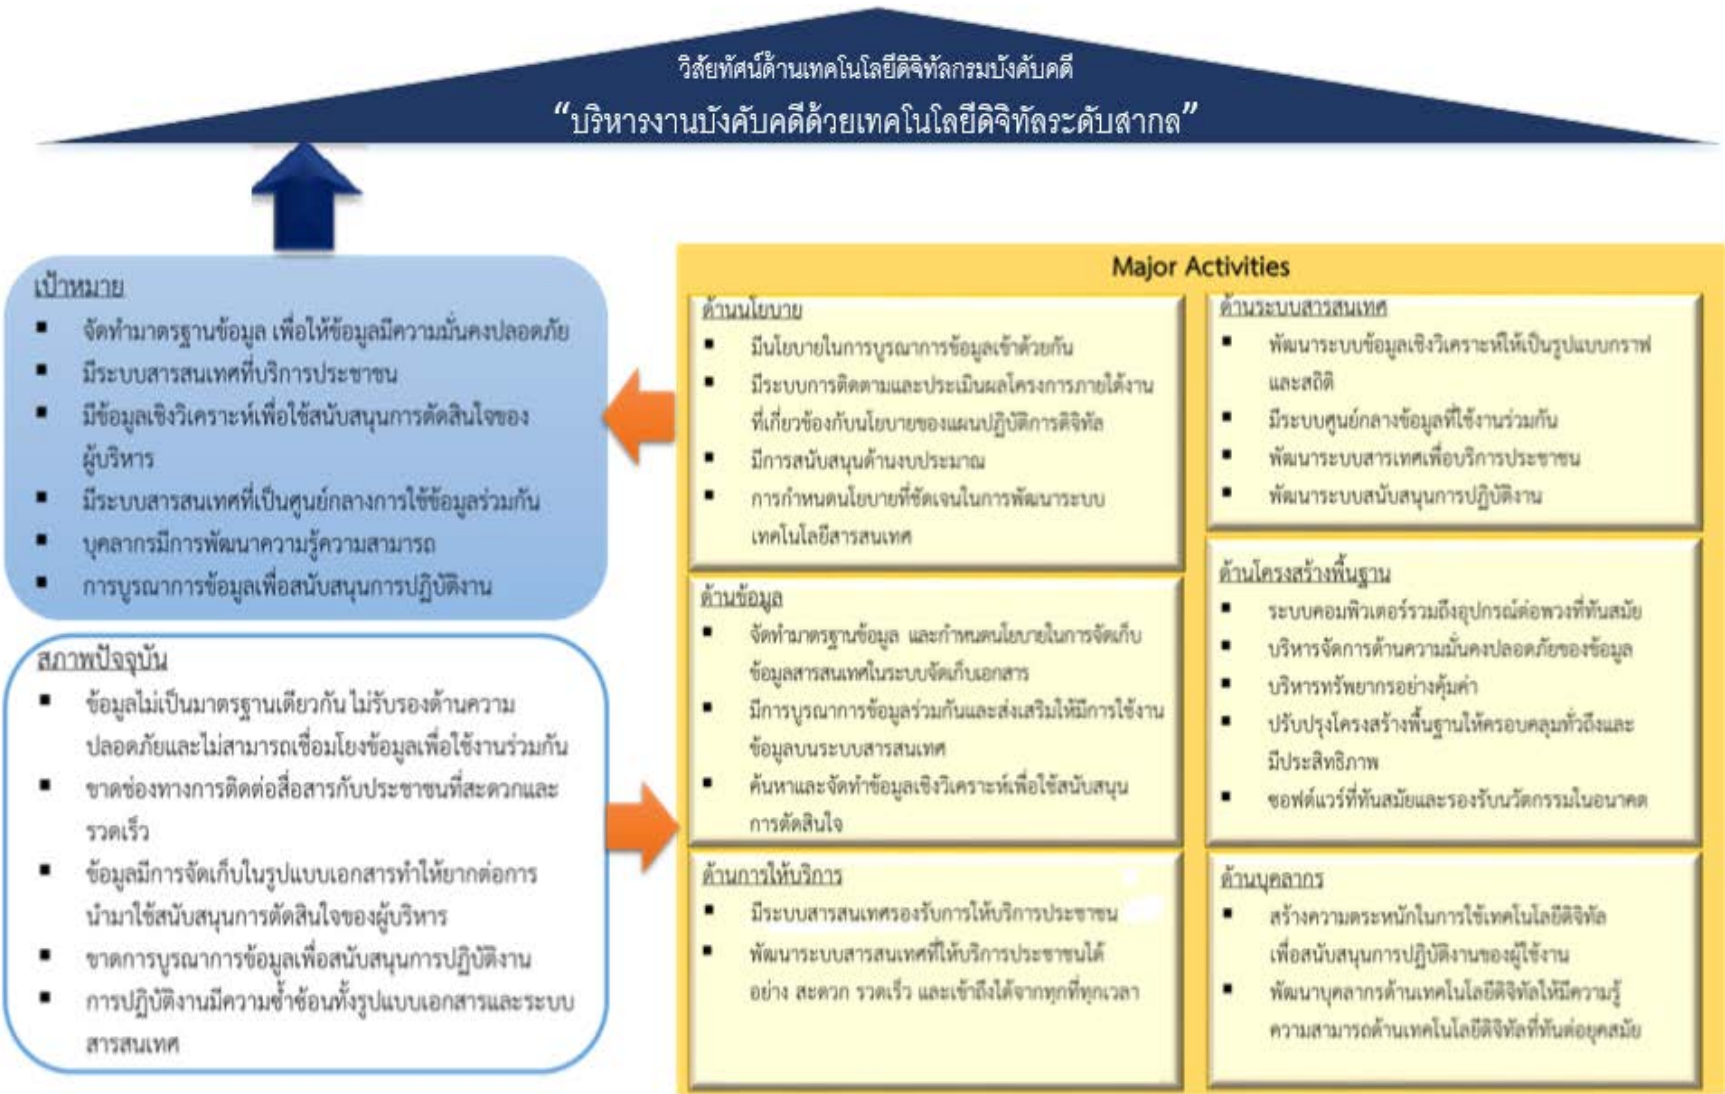 วิสัยทัศน์ด้านเทคโนโลยีดิจิทัลกรมบังคับคดี
“บริหารงานบังคับคดีด้วยเทคโนโลยีดิจิทัลระดับสากล”
เป้าหมาย
▪ จัดทำมาตรฐานข้อมูล เพื่อให้ข้อมูลมีความมั่นคงปลอดภัย
▪ มีระบบสารสนเทศที่บริการประชาชน
▪ มีข้อมูลเชิงวิเคราะห์เพื่อใช้สนับสนุนการตัดสินใจของ
ผู้บริหาร
▪ มีระบบสารสนเทศที่เป็นศูนย์กลางการใช้ข้อมูลร่วมกัน
▪ บุคลากรมีการพัฒนาความรู้ความสามารถ
▪ การบูรณาการข้อมูลเพื่อสนับสนุนการปฏิบัติงาน
สภาพปัจจุบัน
▪ ข้อมูลไม่เป็นมาตรฐานเดียวกัน ไม่รับรองด้านความ
ปลอดภัยและไม่สามารถเชื่อมโยงข้อมูลเพื่อใช้งานร่วมกัน
▪ ขาดช่องทางการติดต่อสื่อสารกับประชาชนที่สะดวกและ
รวดเร็ว
▪ ข้อมูลมีการจัดเก็บในรูปแบบเอกสารทำให้ยากต่อการ
นำมาใช้สนับสนุนการตัดสินใจของผู้บริหาร
▪ ขาดการบูรณาการข้อมูลเพื่อสนับสนุนการปฏิบัติงาน
▪ การปฏิบัติงานมีความซ้ำซ้อนทั้งรูปแบบเอกสารและระบบ
สารสนเทศ
Major Activities
ด้านนโยบาย
▪ มีนโยบายในการบูรณาการข้อมูลเข้าด้วยกัน
▪ มีระบบการติดตามและประเมินผลโครงการภายใต้งาน
ที่เกี่ยวข้องกับนโยบายของแผนปฏิบัติการดิจิทัล
▪ มีการสนับสนุนด้านงบประมาณ
▪ การกำหนดนโยบายที่ชัดเจนในการพัฒนาระบบ
เทคโนโลยีสารสนเทศ
ด้านข้อมูล
▪ จัดทำมาตรฐานข้อมูล และกำหนดนโยบายในการจัดเก็บ
ข้อมูลสารสนเทศในระบบจัดเก็บเอกสาร
▪ มีการบูรณาการข้อมูลร่วมกันและส่งเสริมให้มีการใช้งาน
ข้อมูลบนระบบสารสนเทศ
▪ ค้นหาและจัดทำข้อมูลเชิงวิเคราะห์เพื่อใช้สนับสนุน
การตัดสินใจ
ด้านการให้บริการ
▪ มีระบบสารสนเทศรองรับการให้บริการประชาชน
▪ พัฒนาระบบสารสนเทศที่ให้บริการประชาชนได้
อย่าง สะดวก รวดเร็ว และเข้าถึงได้จากทุกที่ทุกเวลา
ด้านระบบสารสนเทศ
▪ พัฒนาระบบข้อมูลเชิงวิเคราะห์ให้เป็นรูปแบบกราฟ
และสถิติ
▪ มีระบบศูนย์กลางข้อมูลที่ใช้งานร่วมกัน
▪ พัฒนาระบบสารเทศเพื่อบริการประชาชน
▪ พัฒนาระบบสนับสนุนการปฏิบัติงาน
ด้านโครงสร้างพื้นฐาน
▪ ระบบคอมพิวเตอร์รวมถึงอุปกรณ์ต่อพวงที่ทันสมัย
▪ บริหารจัดการด้านความมั่นคงปลอดภัยของข้อมูล
▪ บริหารทรัพยากรอย่างคุ้มค่า
▪ ปรับปรุงโครงสร้างพื้นฐานให้ครอบคลุมทั่วถึงและ
มีประสิทธิภาพ
▪ ซอฟต์แวร์ที่ทันสมัยและรองรับนวัตกรรมในอนาคต
ด้านบุคลากร
▪ สร้างความตระหนักในการใช้เทคโนโลยีดิจิทัล
เพื่อสนับสนุนการปฏิบัติงานของผู้ใช้งาน
▪ พัฒนาบุคลากรด้านเทคโนโลยีดิจิทัลให้มีความรู้
ความสามารถด้านเทคโนโลยีดิจิทัลที่ทันต่อยุคสมัย